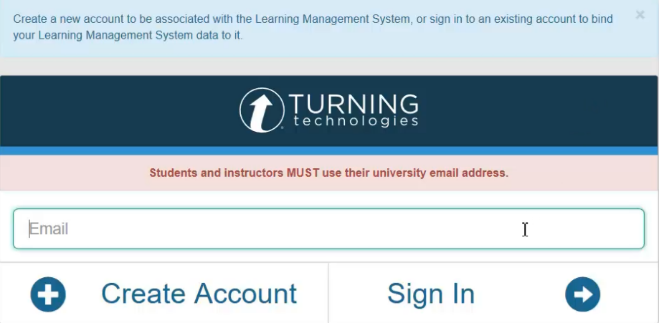 Create a new account to be associated with the Learning Management System, or sign in to an existing account to bind
your Learning Management System data to it.
×
TURNING
technologies
Students and instructors MUST use their university email address.
Email
Create Account
Sign In